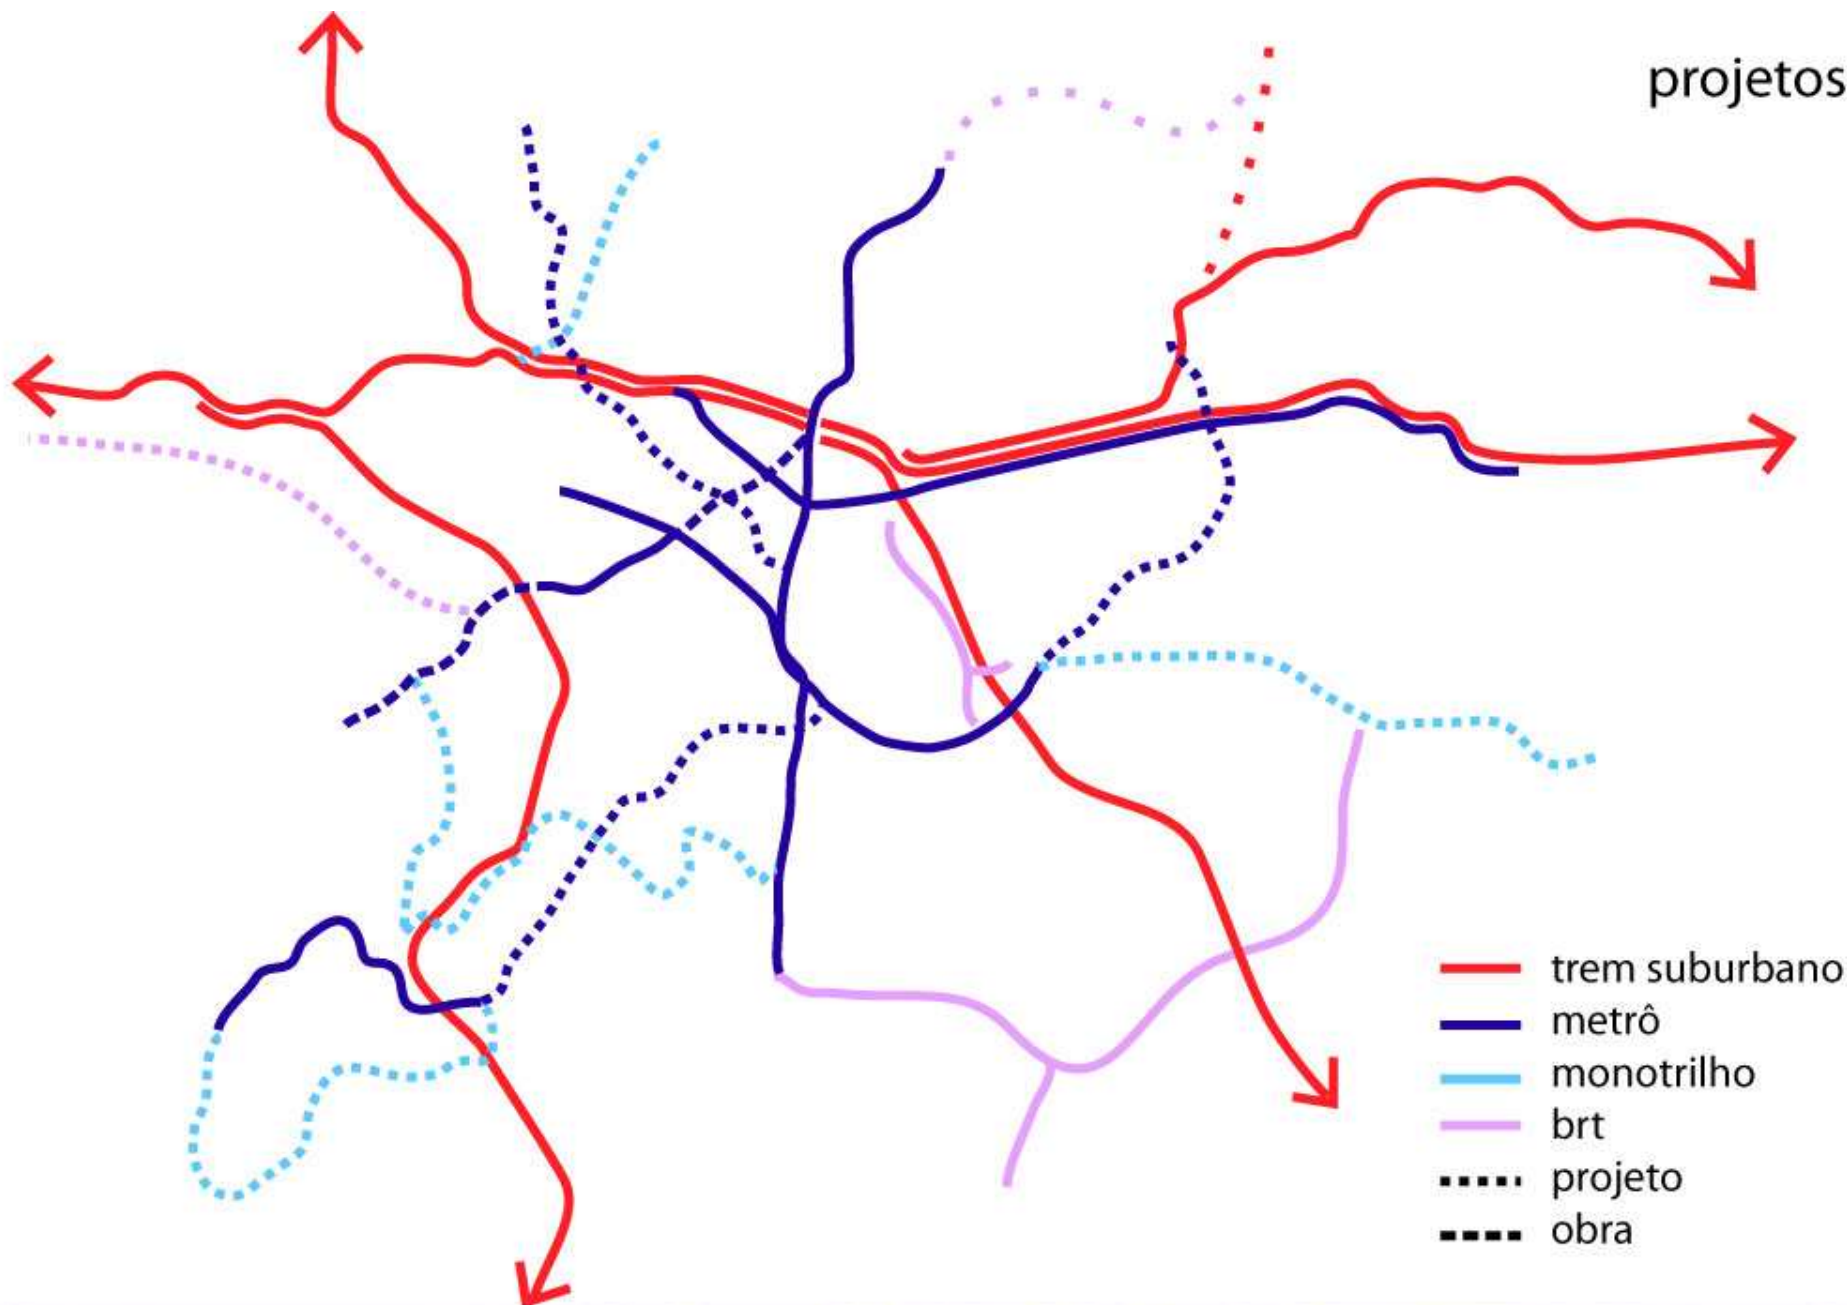 projetos
trem suburbano
metrô
monotrilho
brt
projeto
obra